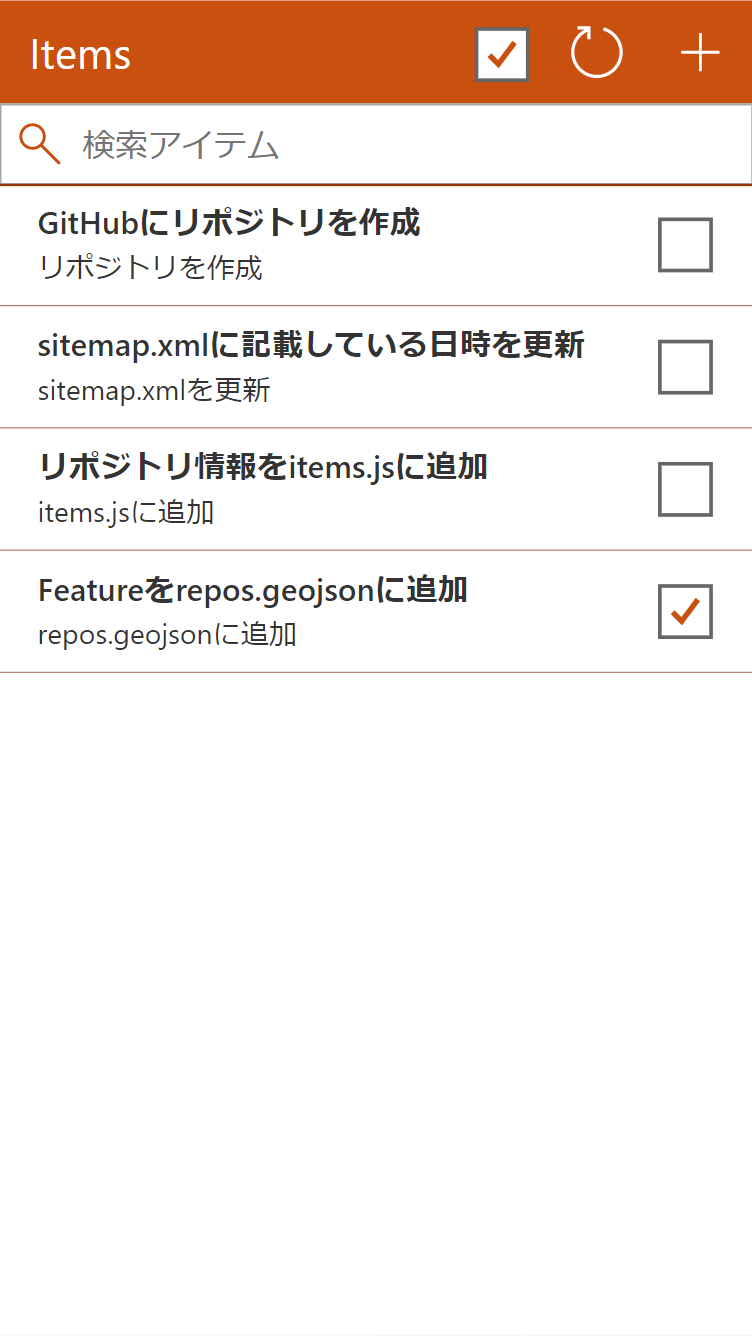 Items
検索アイテム
GitHubにリポジトリを作成
リポジトリを作成
sitemap.xmlに記載している日時を更新
sitemap.xmlを更新
リポジトリ情報をitems.jsに追加
items.jsに追加
Featureをrepos.geojsonに追加
repos.geojsonに追加